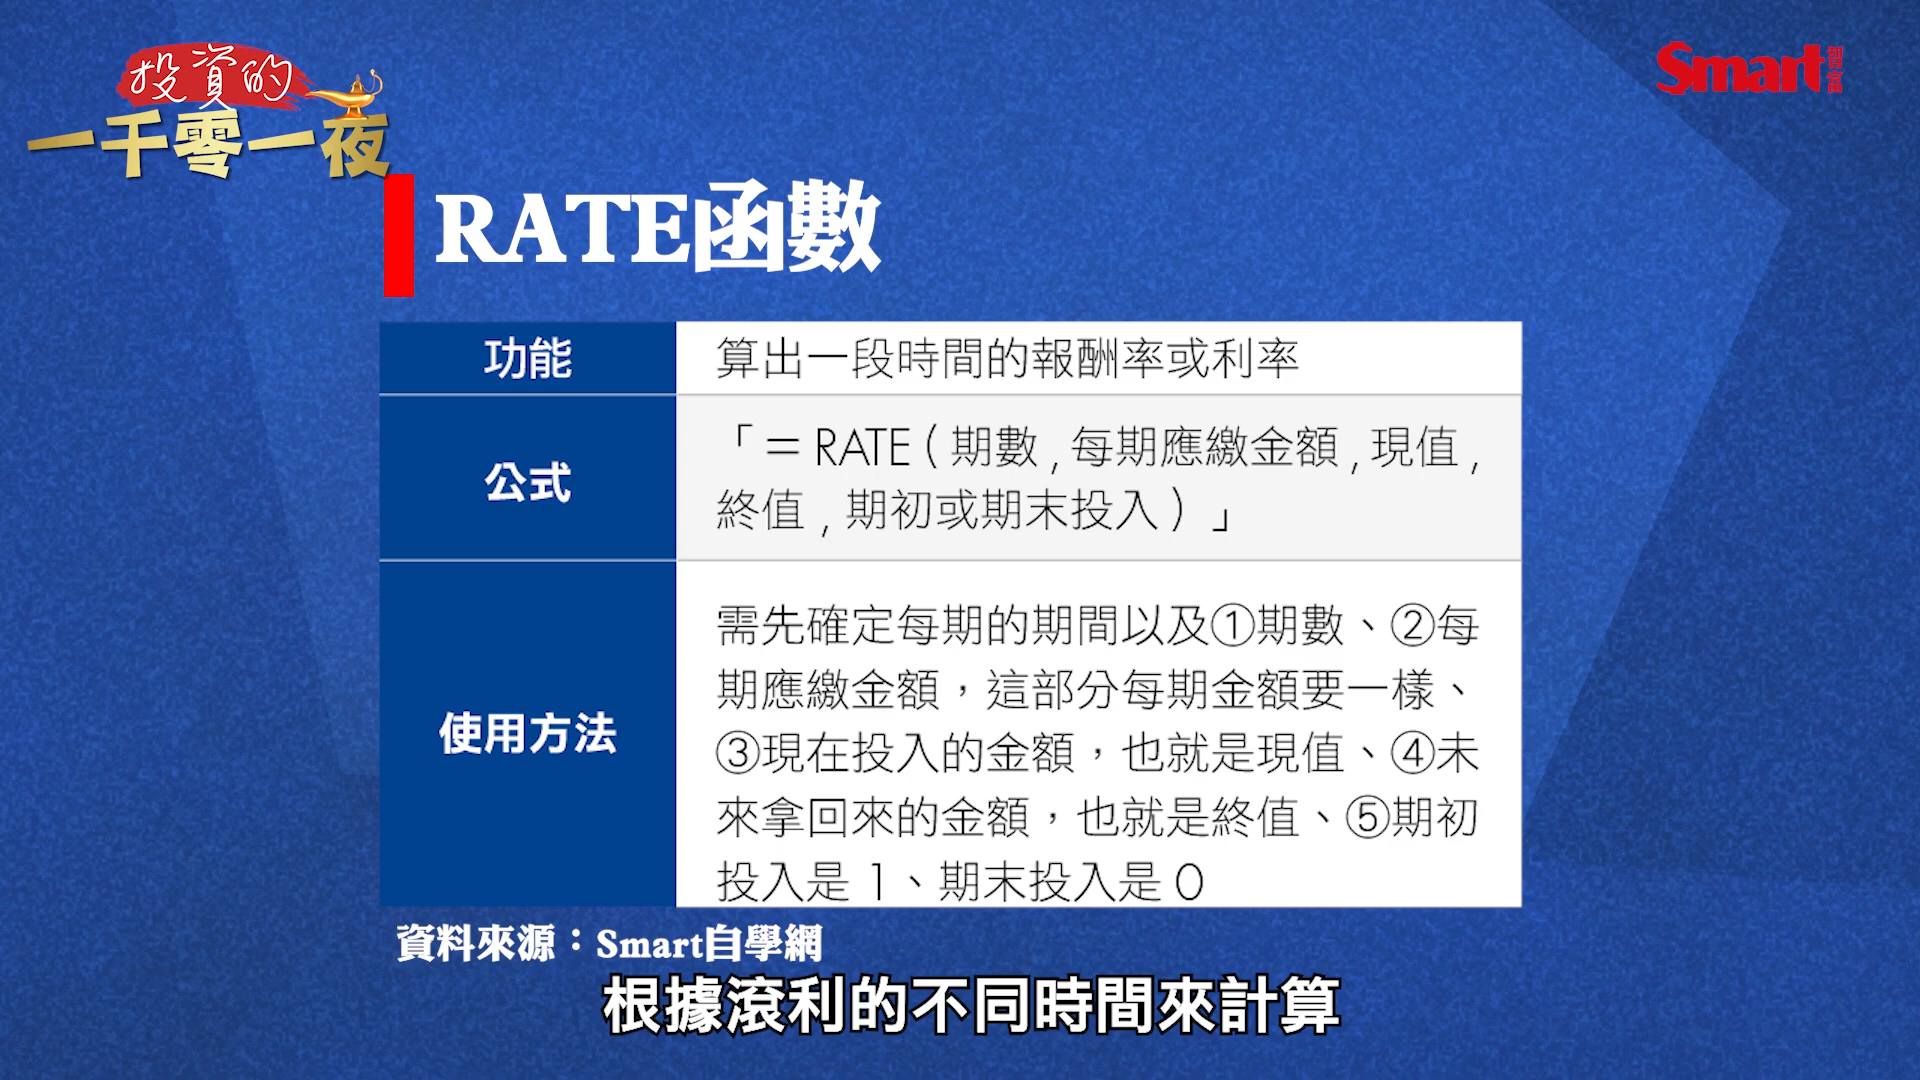 投資的
一千零一夜
Smart智富
RATE函數
功能
算出一段時間的報酬率或利率
公式
「＝RATE（期數,每期應繳金額,現值,
終值,期初或期末投入）」
使用方法
需先確定每期的期間以及①期數、②每
期應繳金額，這部分每期金額要一樣、
③現在投入的金額，也就是現值、④未
來拿回來的金額，也就是終值、⑤期初
投入是1、期末投入是0
資料來源：Smart自學網
根據滾利的不同時間來計算